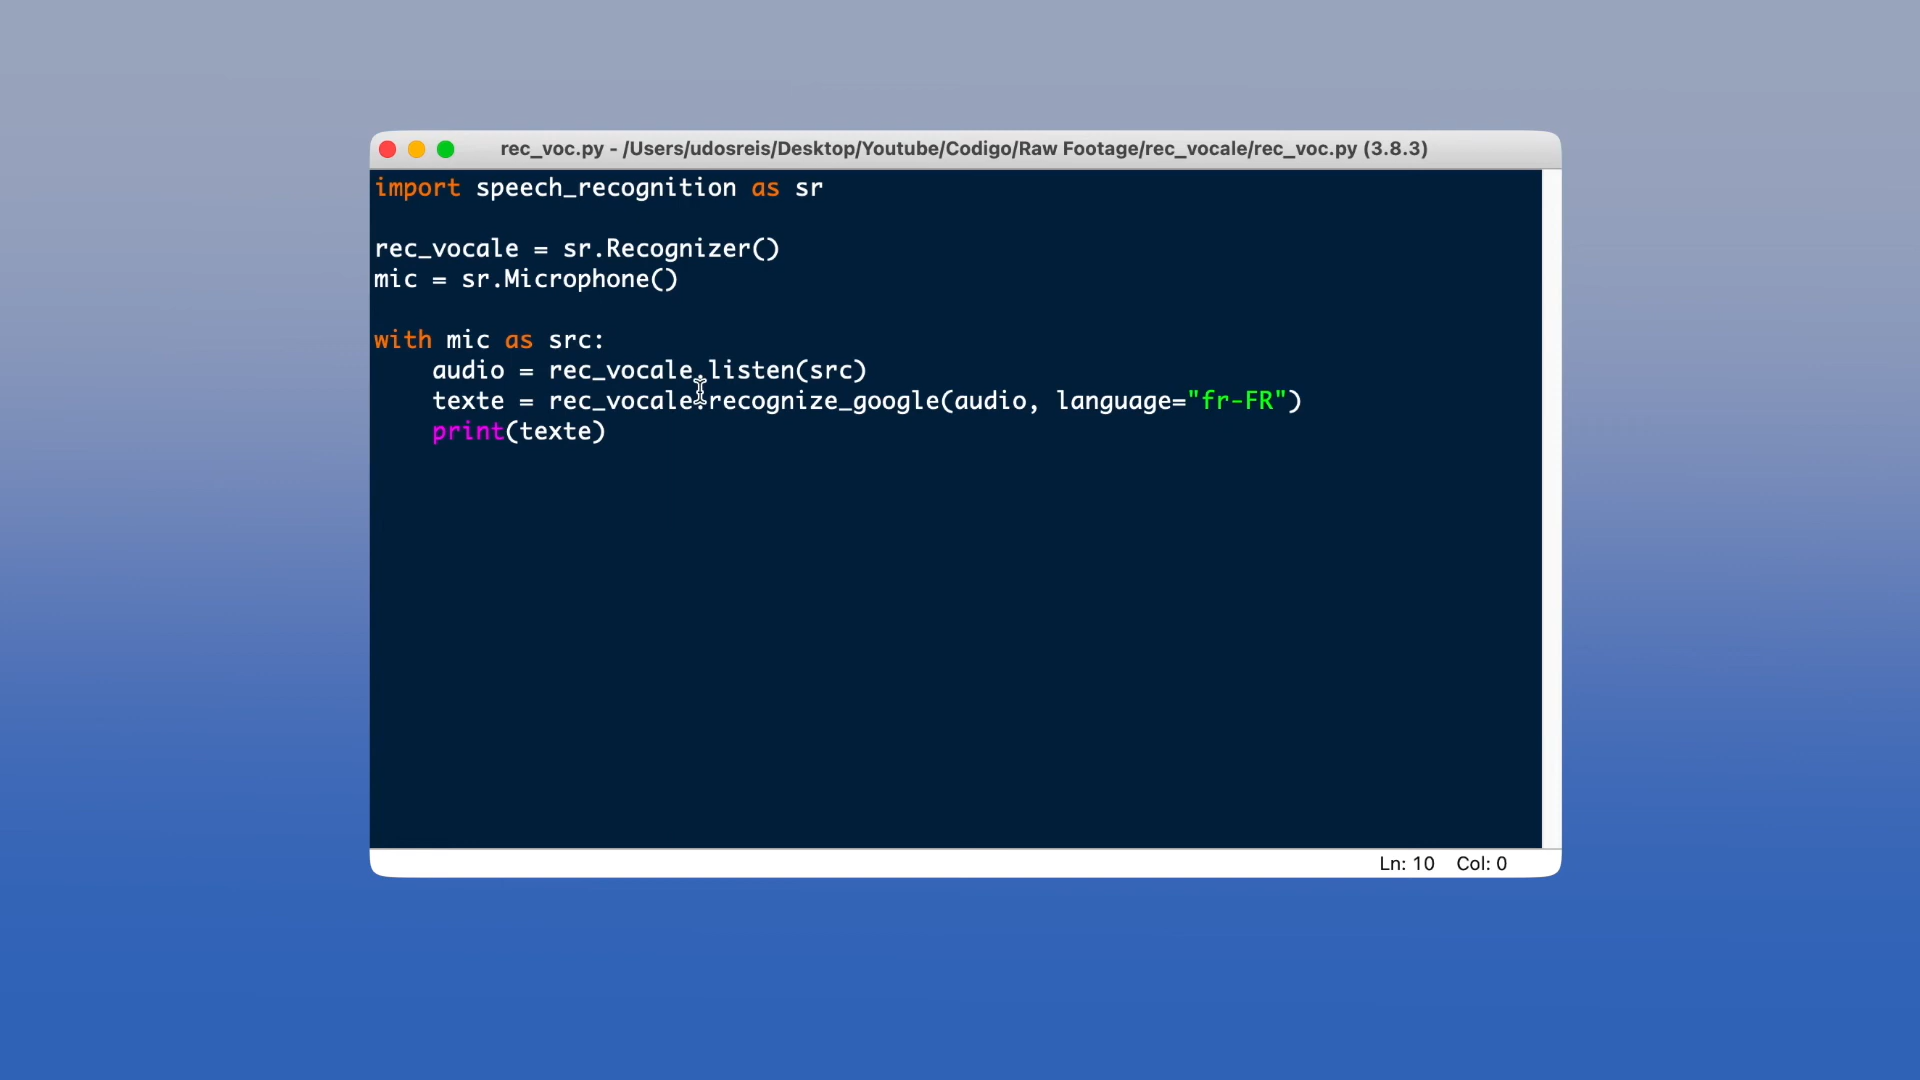 rec_voc.py - /Users/udosreis/Desktop/Youtube/Codigo/Raw Footage/rec_vocale/rec_voc.py (3.8.3)
import speech_recognition as sr
rec_vocale = sr.Recognizer()
mic = sr.Microphone()
with mic as src:
    audio = rec_vocale.listen(src)
    texte = rec_vocale.recognize_google(audio, language="fr-FR")
    print(texte)
Ln: 10 Col: 0